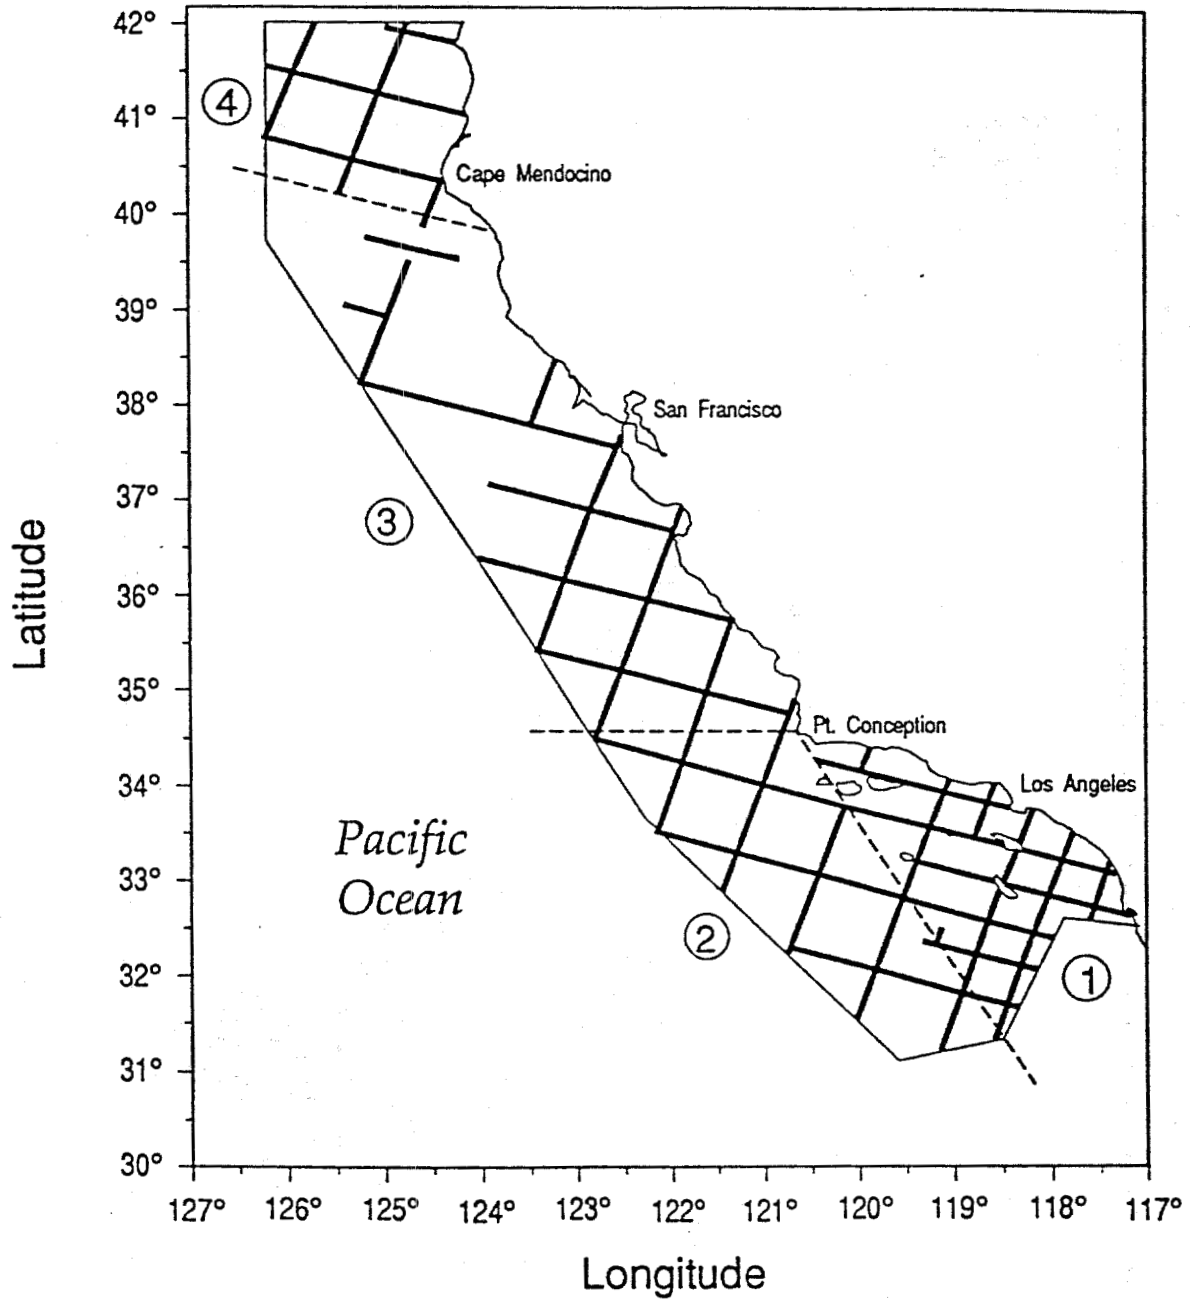 42°
41°
40°
39°
38°
37°
36°
35°
34°
33°
32°
31°
30°
Latitude
④
Cape Mendocino
San Francisco
③
Pt. Conception
Los Angeles
Pacific
Ocean
②
①
127° 126° 125° 124° 123° 122° 121° 120° 119° 118° 117°
Longitude